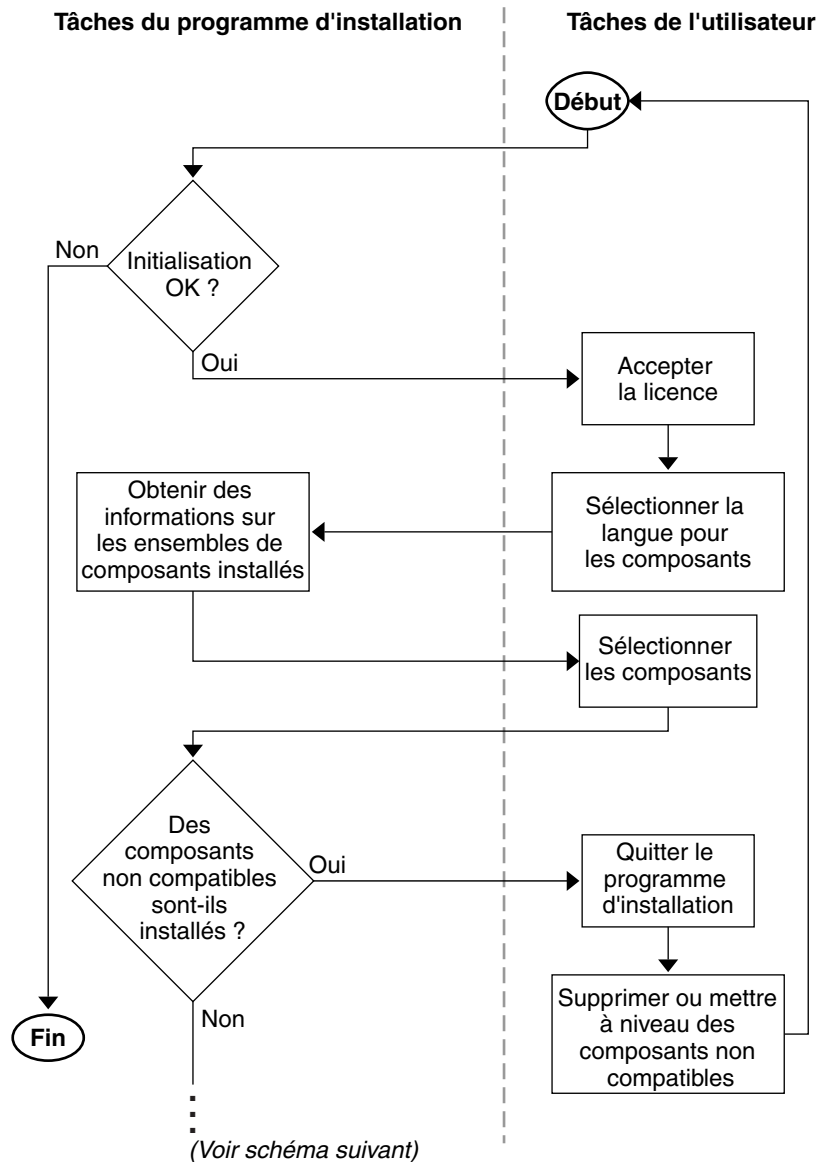 Tâches du programme d'installation
Tâches de l'utilisateur
Début
Non
Initialisation
OK ?
Oui
Accepter
la licence
Sélectionner la
langue pour
les composants
Obtenir des
informations sur
les ensembles de
composants installés
Sélectionner
les composants
Des
composants
non compatibles
sont-ils
installés ?
Oui
Quitter le
programme
d'installation
Supprimer ou mettre
à niveau des
composants non
compatibles
Non
Fin
(Voir schéma suivant)